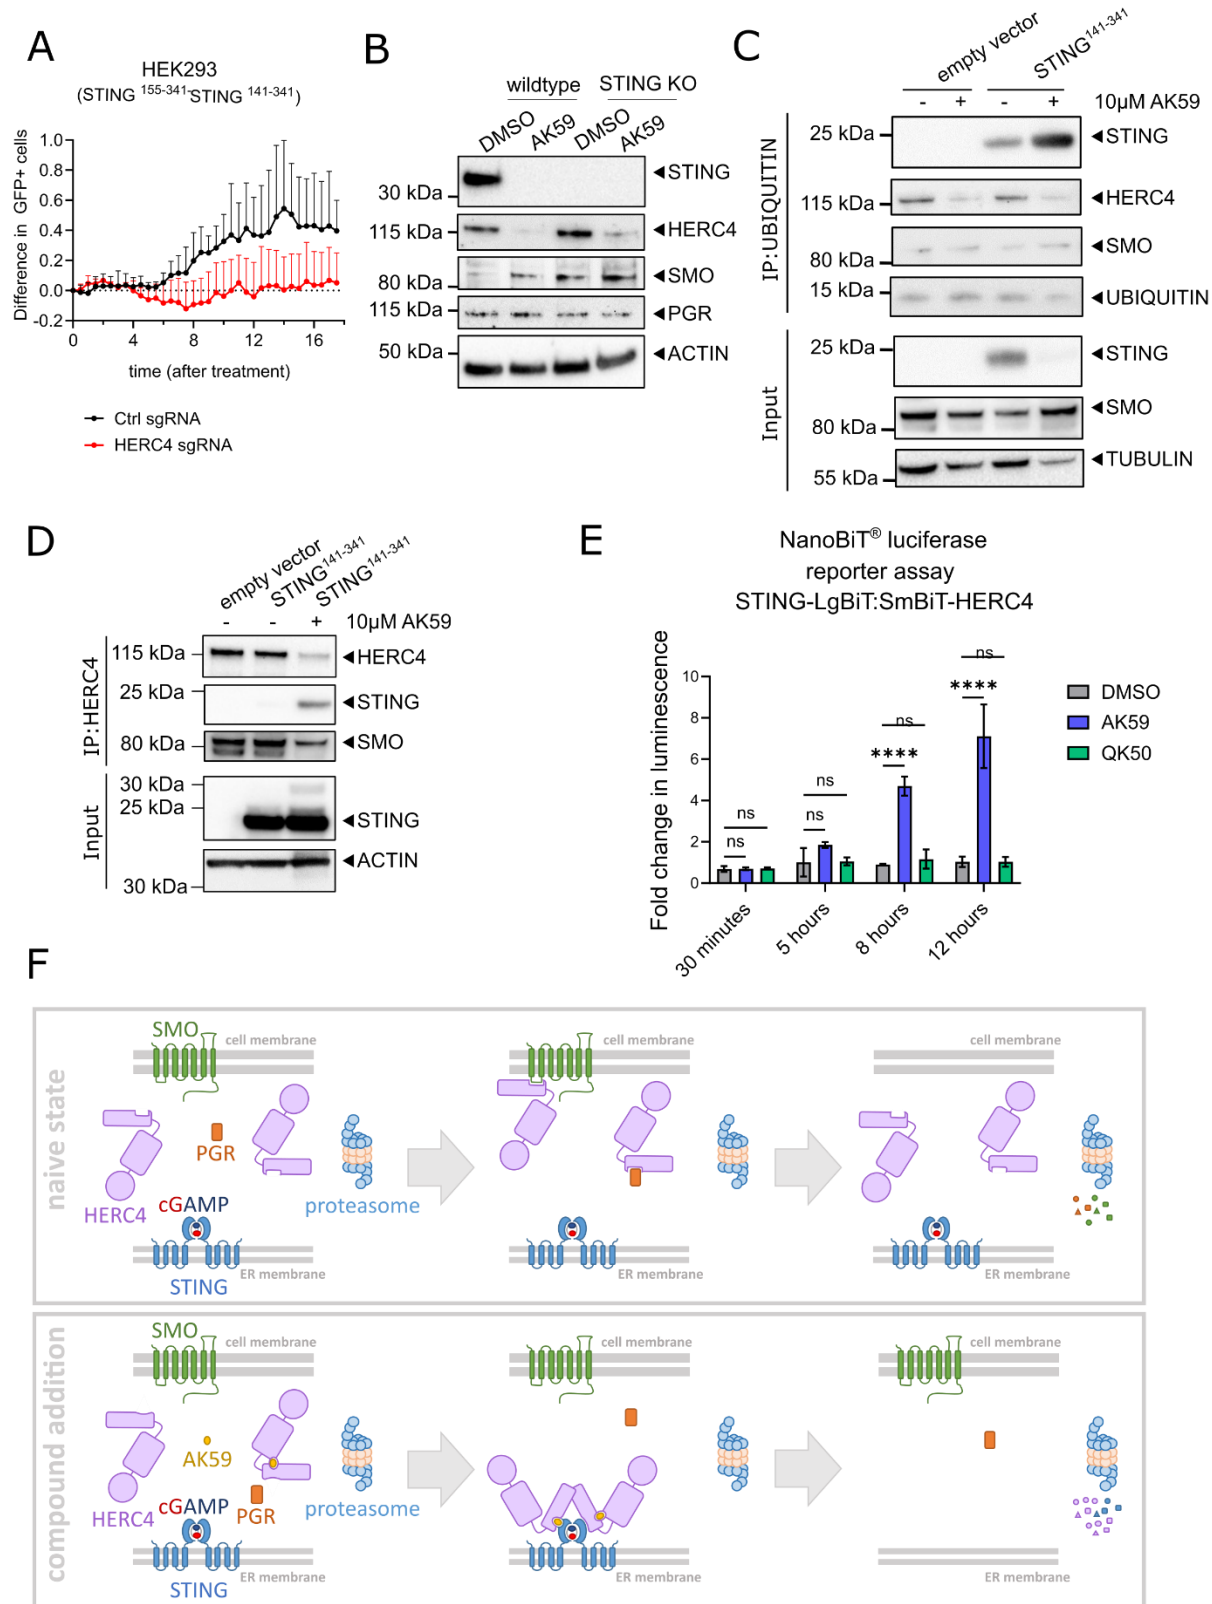 A
HEK293
(STING 155-341-STING 141-341)
Difference in GFP+ cells
1.0
0.8
0.6
0.4
0.2
0.0
-0.2
0 4 8 12 16
time (after treatment)
Ctrl sgRNA
HERC4 sgRNA
B
wildtype STING KO
DMSO AK59 DMSO AK59
30 kDa STING
115 kDa HERC4
80 kDa SMO
115 kDa PGR
50 kDa ACTIN
C
empty vector STING141-341
- + - + 10μM AK59
IP:UBIQUITIN
25 kDa STING
115 kDa HERC4
80 kDa SMO
15 kDa UBIQUITIN
Input
25 kDa STING
80 kDa SMO
55 kDa TUBULIN
D
empty vector STING141-341 STING141-341
- - + 10μM AK59
IP:HERC4
115 kDa HERC4
25 kDa STING
80 kDa SMO
Input
30 kDa
25 kDa STING
ACTIN
30 kDa
E
NanoBiT® luciferase
reporter assay
STING-LgBiT:SmBiT-HERC4
Fold change in luminescence
10
8
6
4
2
0
ns
ns
ns
ns
ns
****
ns
****
30 minutes 5 hours 8 hours 12 hours
DMSO
AK59
QK50
F
naive state
SMO cell membrane cell membrane cell membrane
PGR
HERC4 cGAMP proteasome
ER membrane ER membrane ER membrane
STING
compound addition
SMO cell membrane cell membrane cell membrane
AK59
HERC4 cGAMP PGR proteasome
ER membrane ER membrane ER membrane
STING